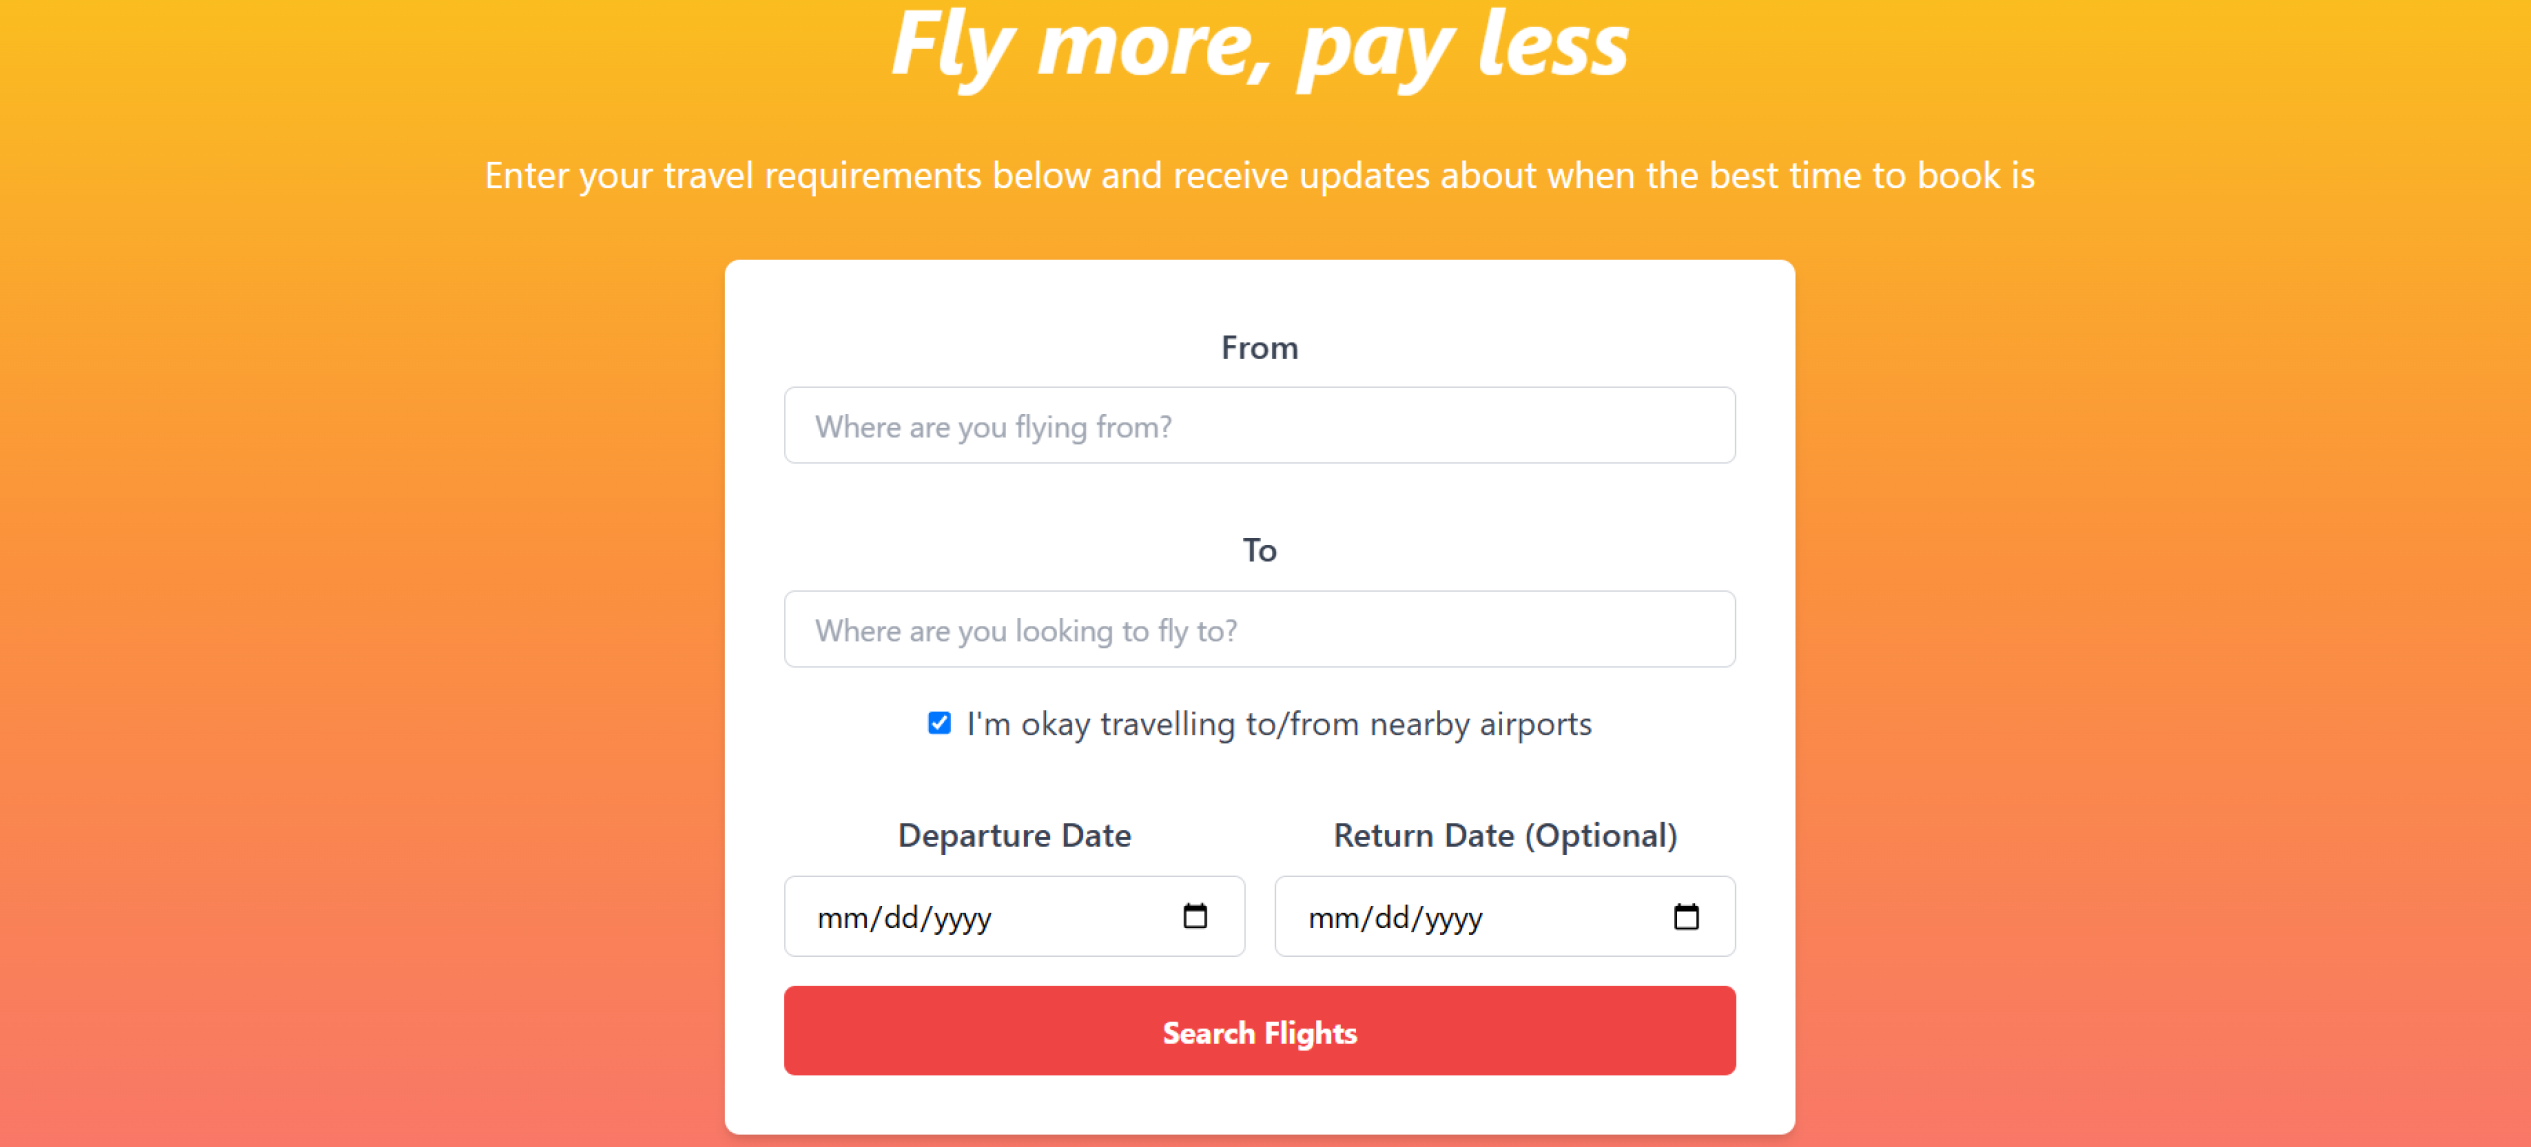 Fly more, pay less
Enter your travel requirements below and receive updates about when the best time to book is
From
Where are you flying from?
To
Where are you looking to fly to?
I'm okay travelling to/from nearby airports
Departure Date
Return Date (Optional)
mm/dd/yyyy
mm/dd/yyyy
Search Flights